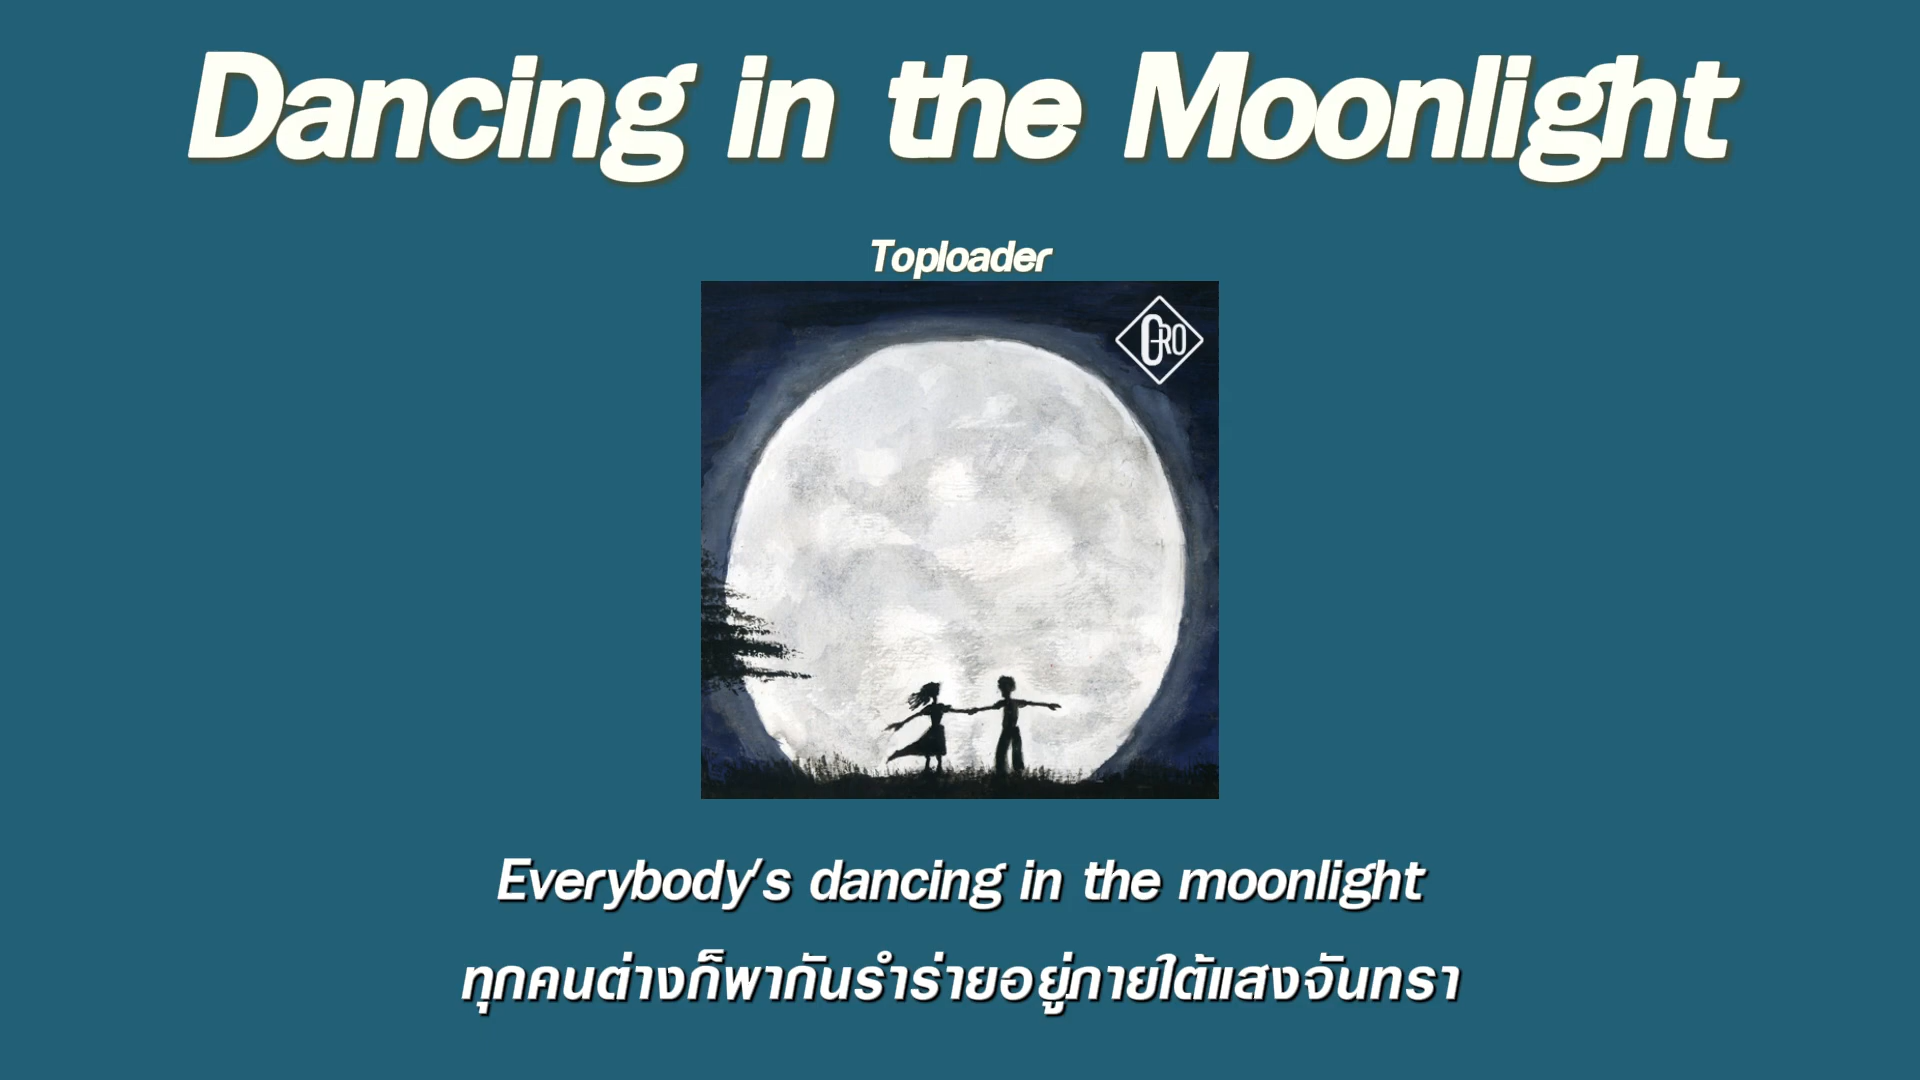 Dancing in the Moonlight
Toploader
CRO
Everybody's dancing in the moonlight
ทุกคนต่างก็พากันรำร่ายอยู่ภายใต้แสงจันทรา